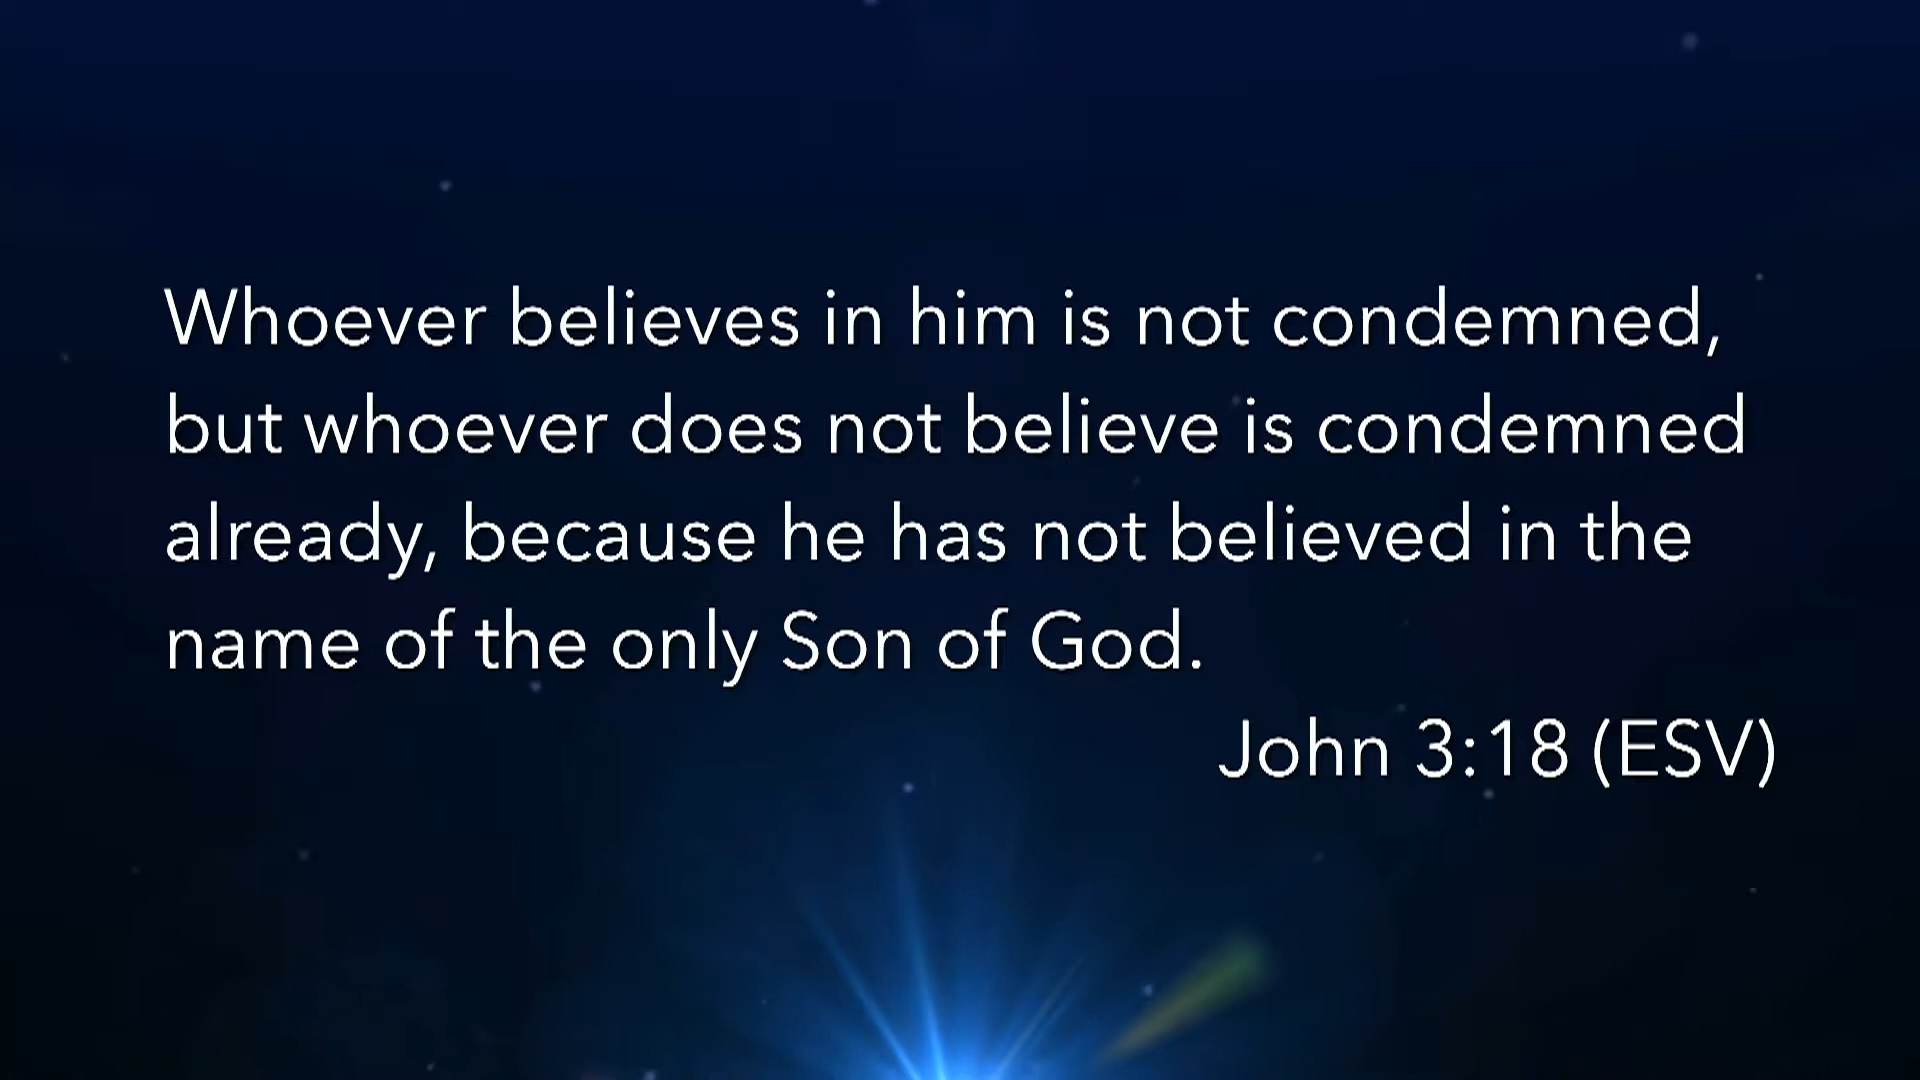 Whoever believes in him is not condemned,
but whoever does not believe is condemned
already, because he has not believed in the
name of the only Son of God.
John 3:18 (ESV)